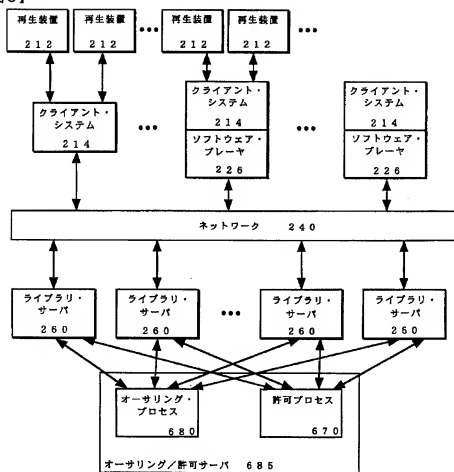 再生装置 再生装置 ••• 再生装置 再生装置 •••
212 212 212 212
クライアント・ クライアント・ クライアント・
システム システム システム
214 ••• 214 ••• 214
ソフトウェア・ ソフトウェア・
プレーヤ プレーヤ
226 226
ネットワーク 240
ライブラリ・ ライブラリ・ ••• ライブラリ・ ライブラリ・
サーバ サーバ サーバ サーバ
260 260 260 260
オーサリング・ 許可プロセス
プロセス
680 670
オーサリング/許可サーバ 685